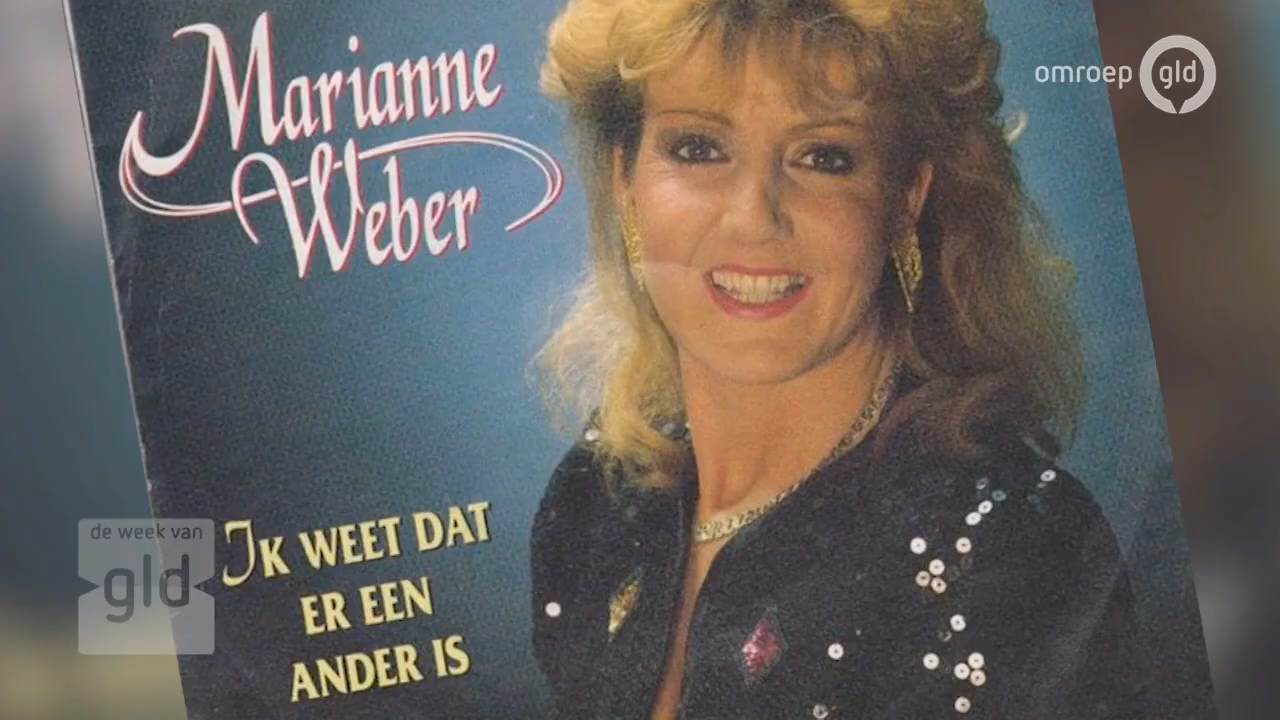 Marianne
Weber
omroep gld
de week van
gld
IK WEET DAT
ER EEN
ANDER IS